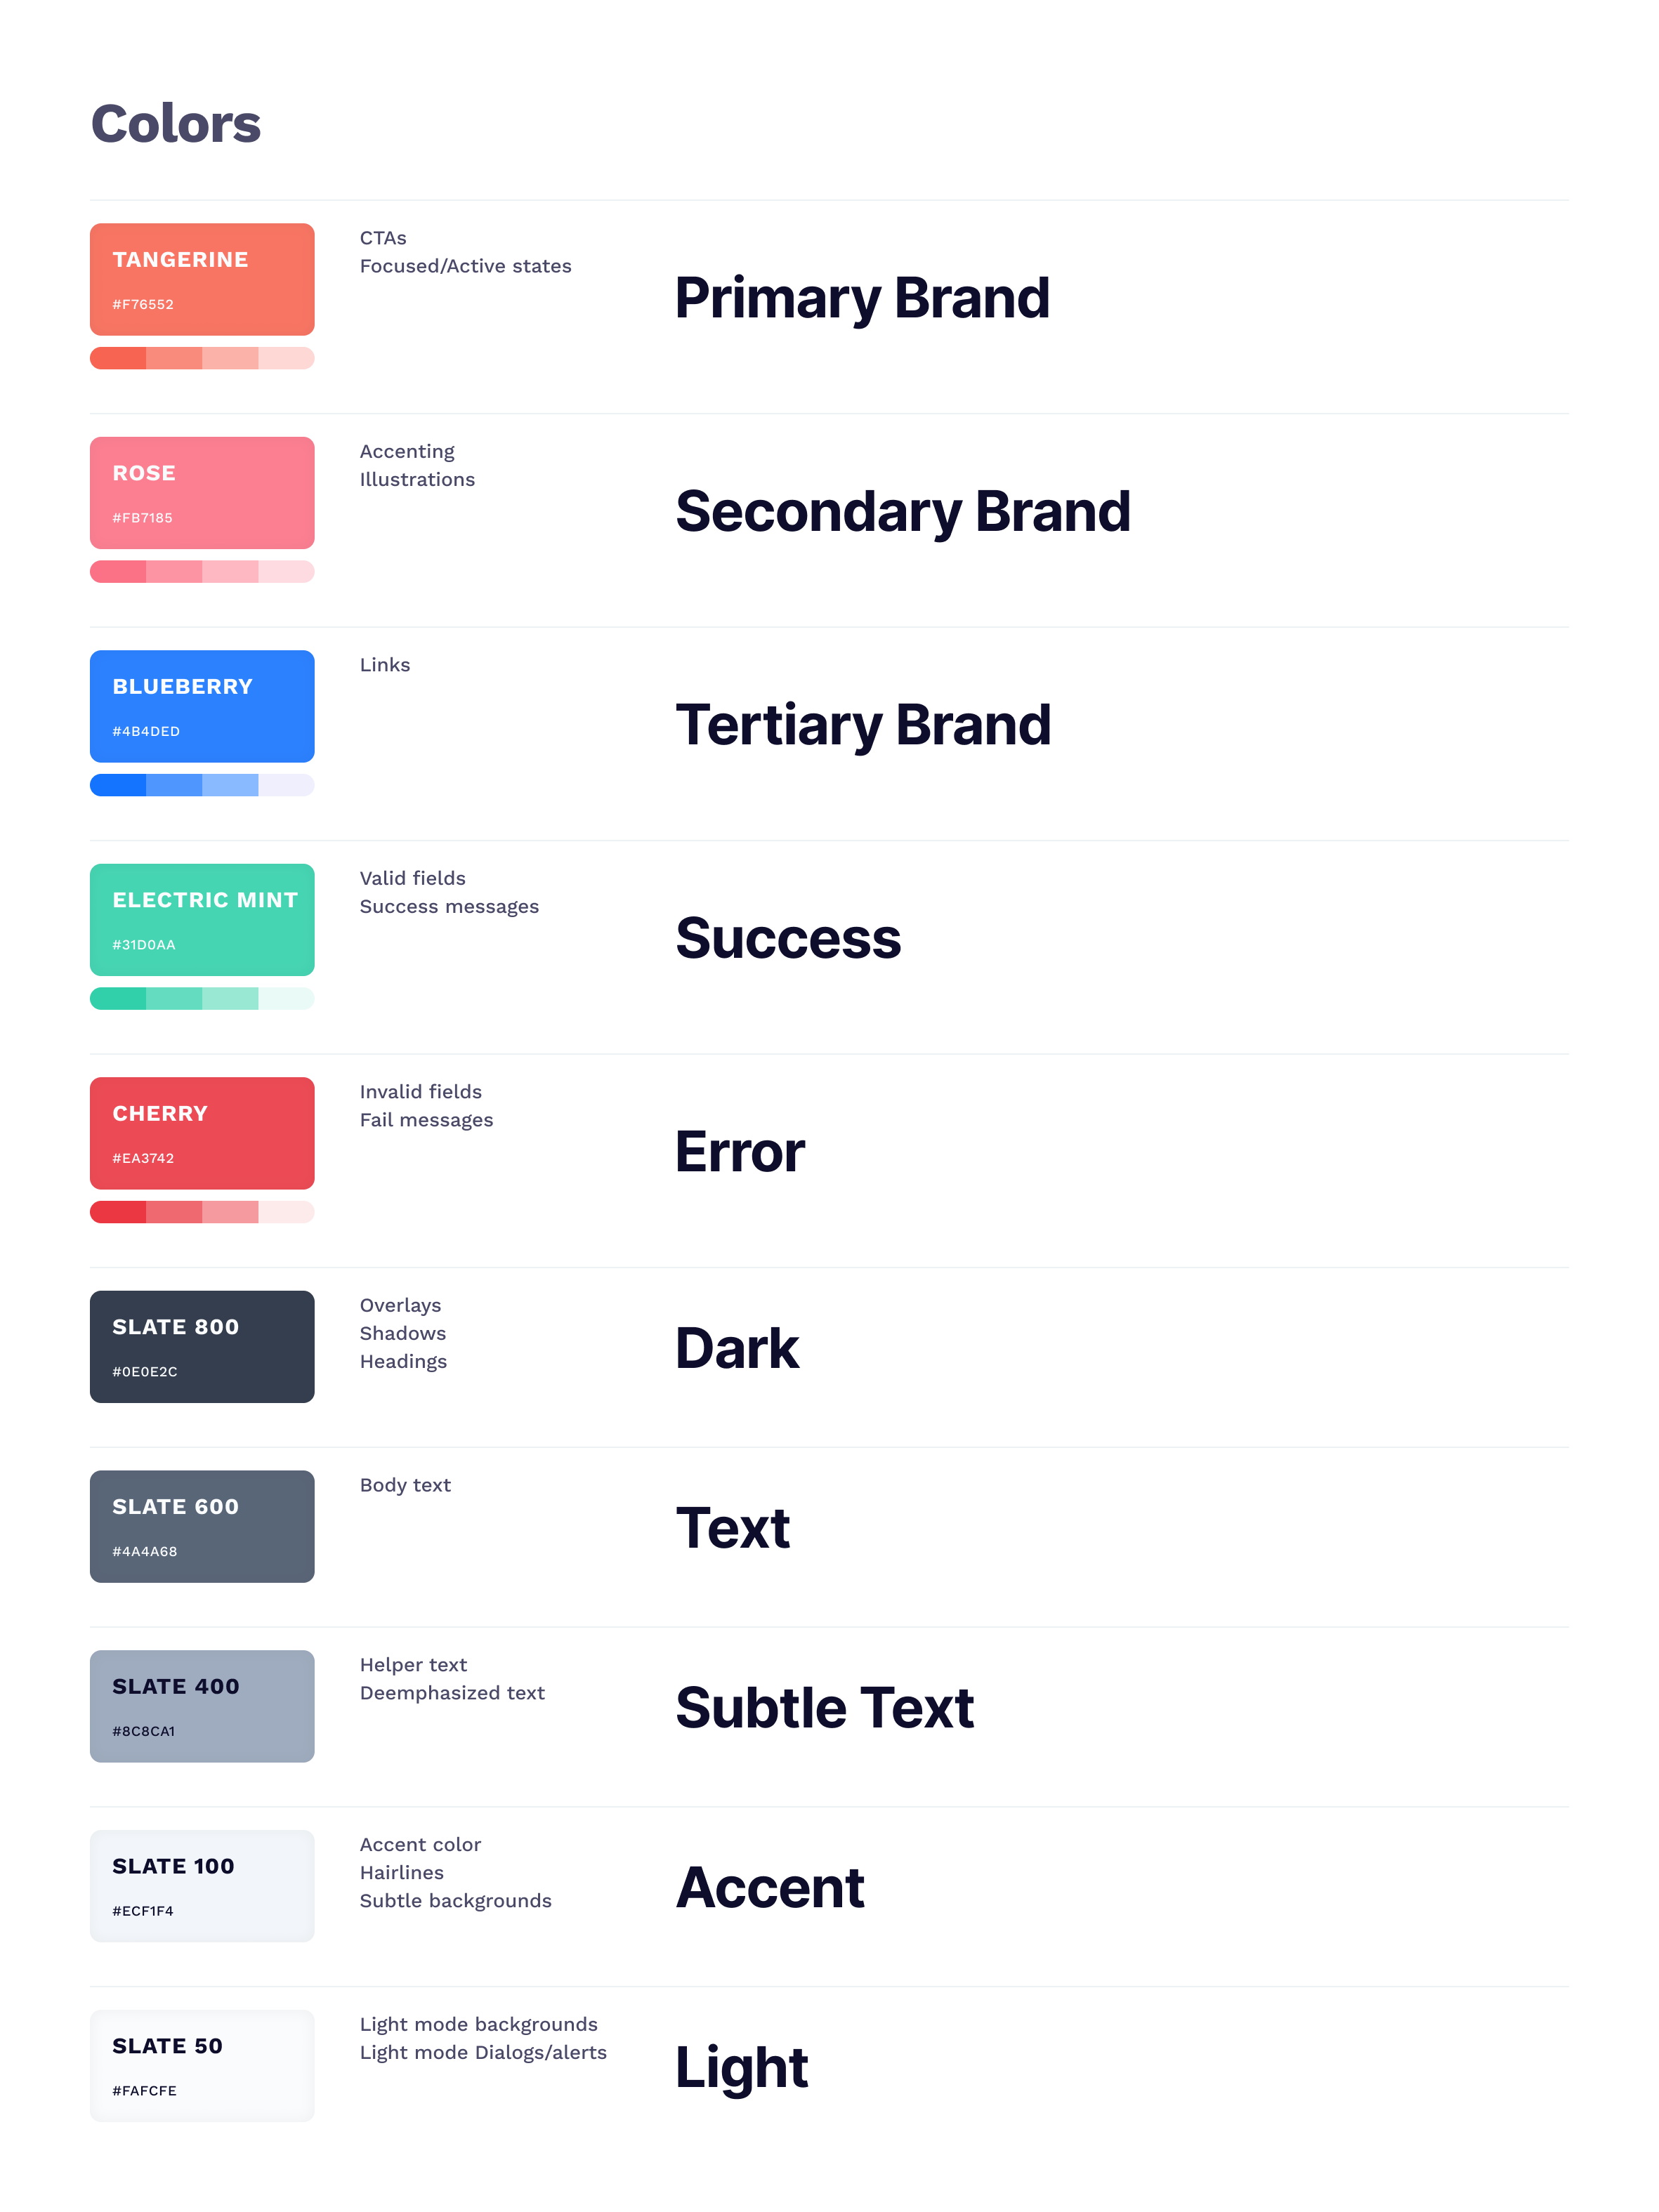 Colors
TANGERINE
#F76552
CTAs
Focused/Active states
Primary Brand
ROSE
#FB7185
Accenting
Illustrations
Secondary Brand
BLUEBERRY
#4B4DED
Links
Tertiary Brand
ELECTRIC MINT
#31D0AA
Valid fields
Success messages
Success
CHERRY
#EA3742
Invalid fields
Fail messages
Error
SLATE 800
#0E0E2C
Overlays
Shadows
Headings
Dark
SLATE 600
#4A4A68
Body text
Text
SLATE 400
#8C8CA1
Helper text
Deemphasized text
Subtle Text
SLATE 100
#ECF1F4
Accent color
Hairlines
Subtle backgrounds
Accent
SLATE 50
#FAFCFE
Light mode backgrounds
Light mode Dialogs/alerts
Light